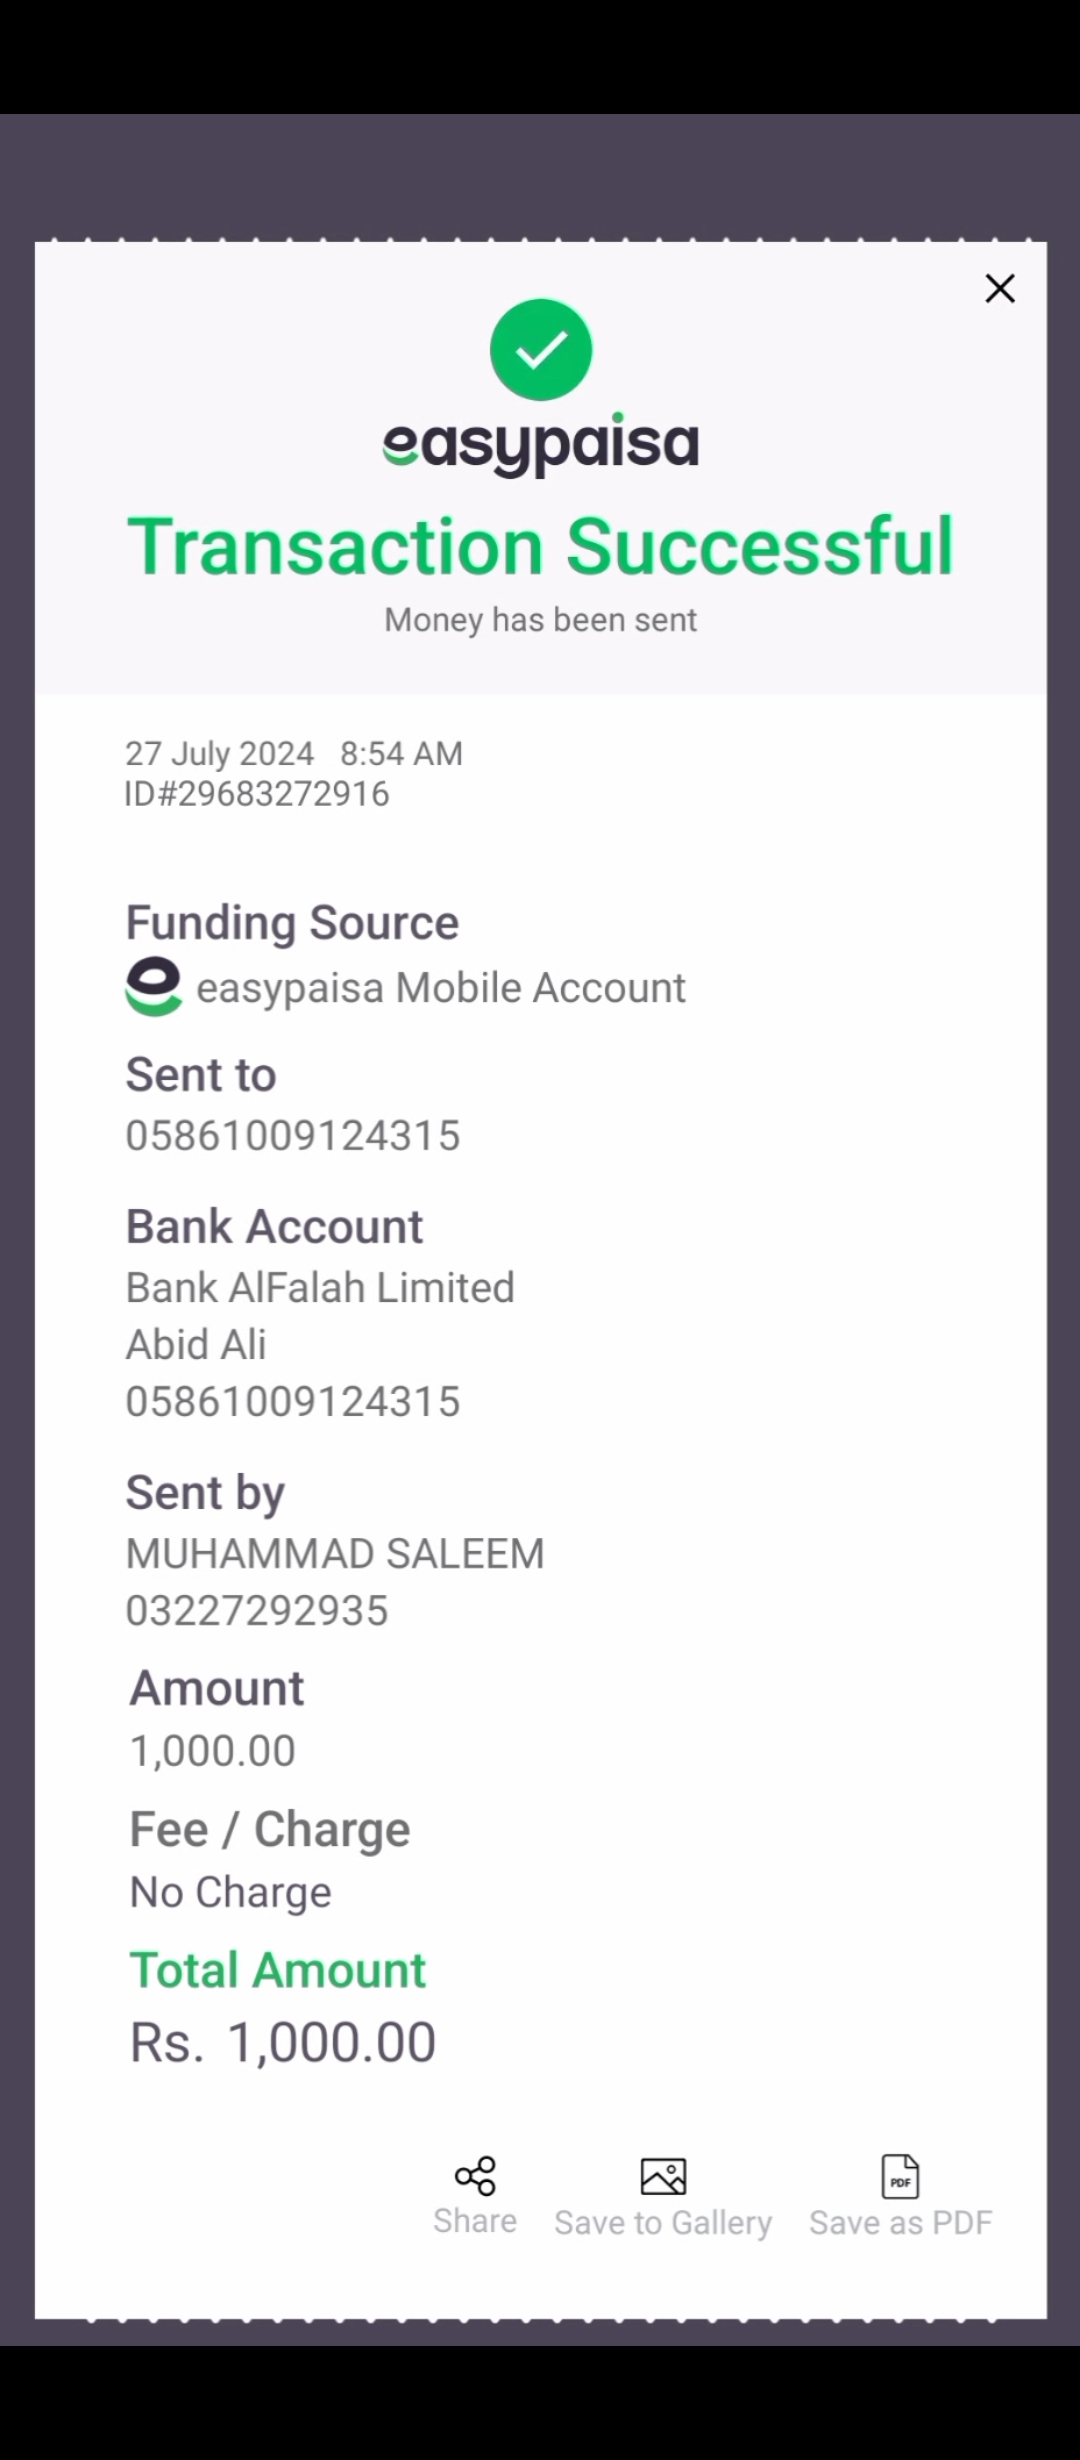 easypaisa
Transaction Successful
Money has been sent
27 July 2024 8:54 AM
ID#29683272916
Funding Source
easypaisa Mobile Account
Sent to
05861009124315
Bank Account
Bank AlFalah Limited
Abid Ali
05861009124315
Sent by
MUHAMMAD SALEEM
03227292935
Amount
1,000.00
Fee / Charge
No Charge
Total Amount
Rs. 1,000.00
PDF
Share Save to Gallery Save as PDF